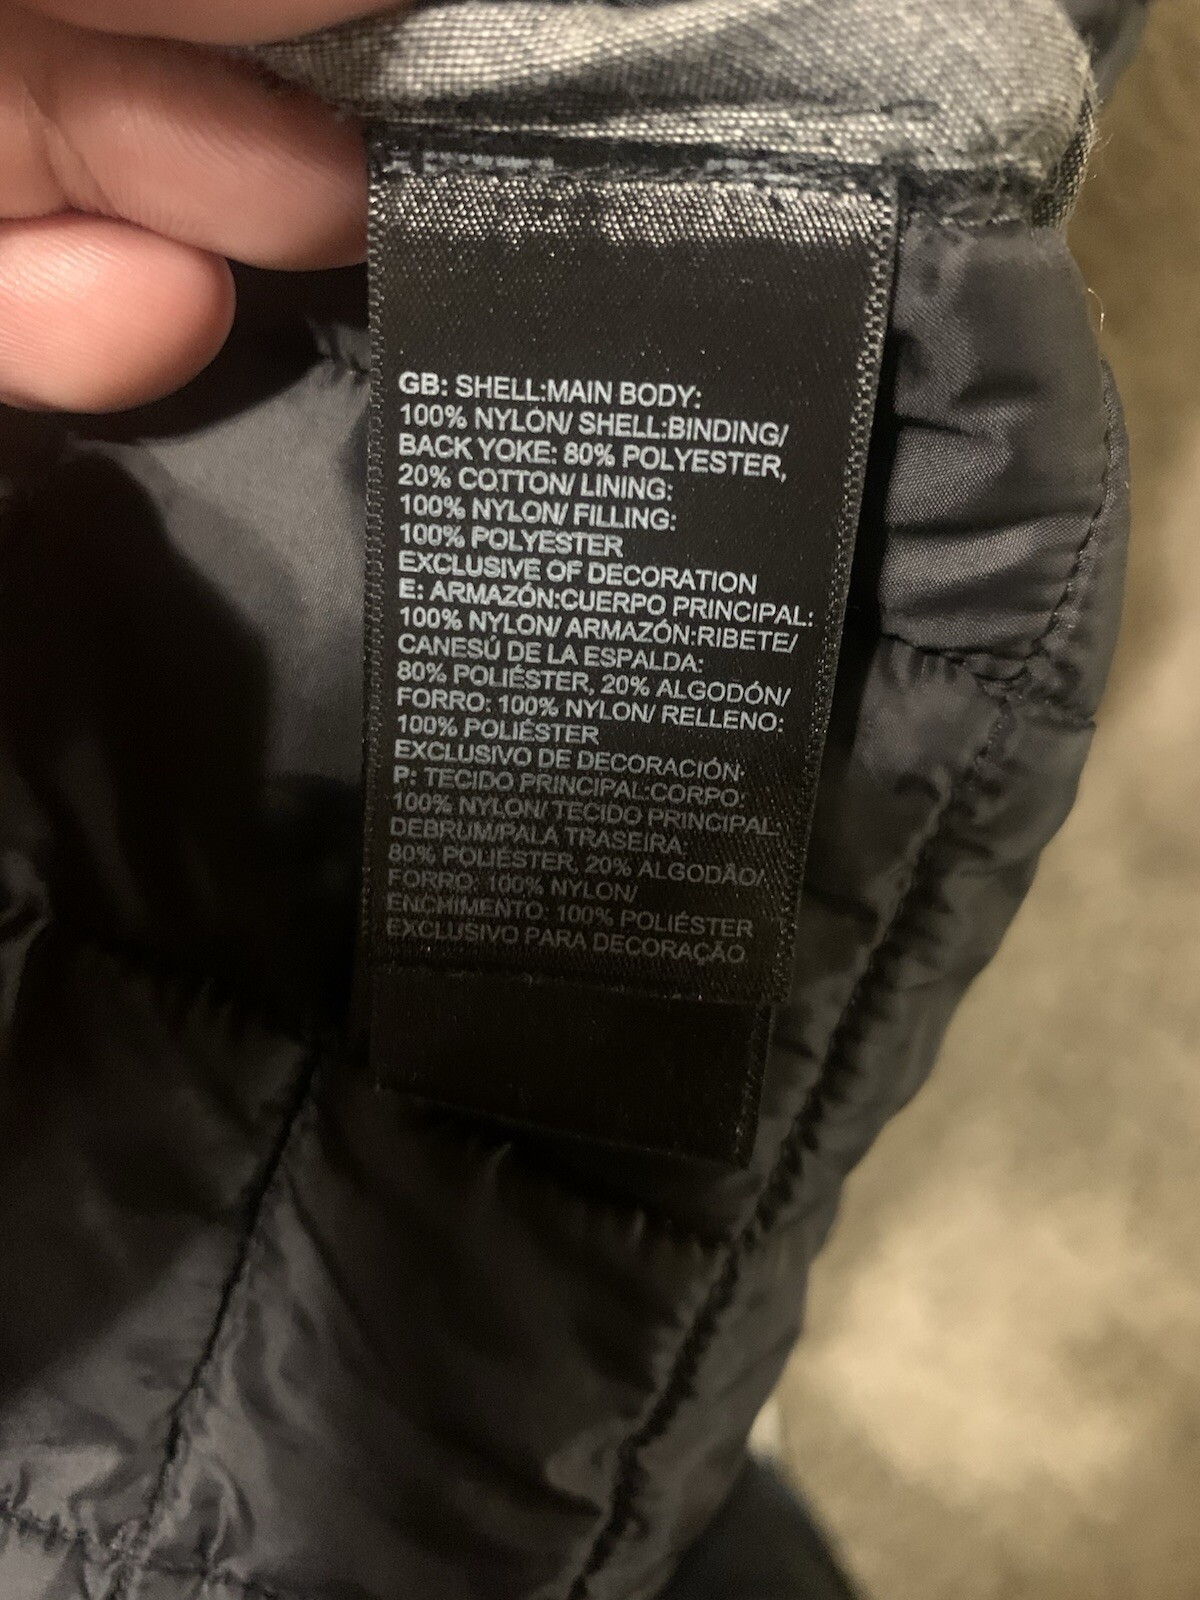 GB: SHELL:MAIN BODY:
100% NYLON/ SHELL:BINDING/
BACK YOKE: 80% POLYESTER,
20% COTTON/ LINING:
100% NYLON/ FILLING:
100% POLYESTER
EXCLUSIVE OF DECORATION
E: ARMAZÓN:CUERPO PRINCIPAL:
100% NYLON/ ARMAZÓN:RIBETE/
CANESÚ DE LA ESPALDA:
80% POLIÉSTER, 20% ALGODÓN/
FORRO: 100% NYLON/ RELLENO:
100% POLIÉSTER
EXCLUSIVO DE DECORACIÓN·
P: TECIDO PRINCIPAL:CORPO:
100% NYLON/ TECIDO PRINCIPAL:
DEBRUM/PALA TRASEIRA:
80% POLIÉSTER, 20% ALGODÃO/
FORRO: 100% NYLON/
ENCHIMENTO: 100% POLIÉSTER
EXCLUSIVO PARA DECORAÇÃO